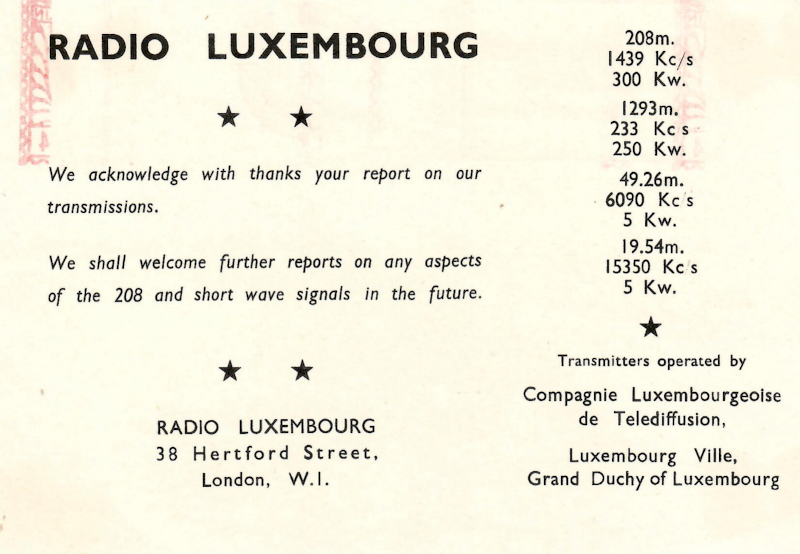 RADIO LUXEMBOURG
We acknowledge with thanks your report on our
transmissions.
We shall welcome further reports on any aspects
of the 208 and short wave signals in the future.
RADIO LUXEMBOURG
38 Hertford Street,
London, W.I.
208m.
1439 Kc/s
300 Kw.
1293m.
233 Kc s
250 Kw.
49.26m.
6090 Kc s
5 Kw.
19.54m.
15350 Kc s
5 Kw.
Transmitters operated by
Compagnie Luxembourgeoise
de Telediffusion,
Luxembourg Ville,
Grand Duchy of Luxembourg